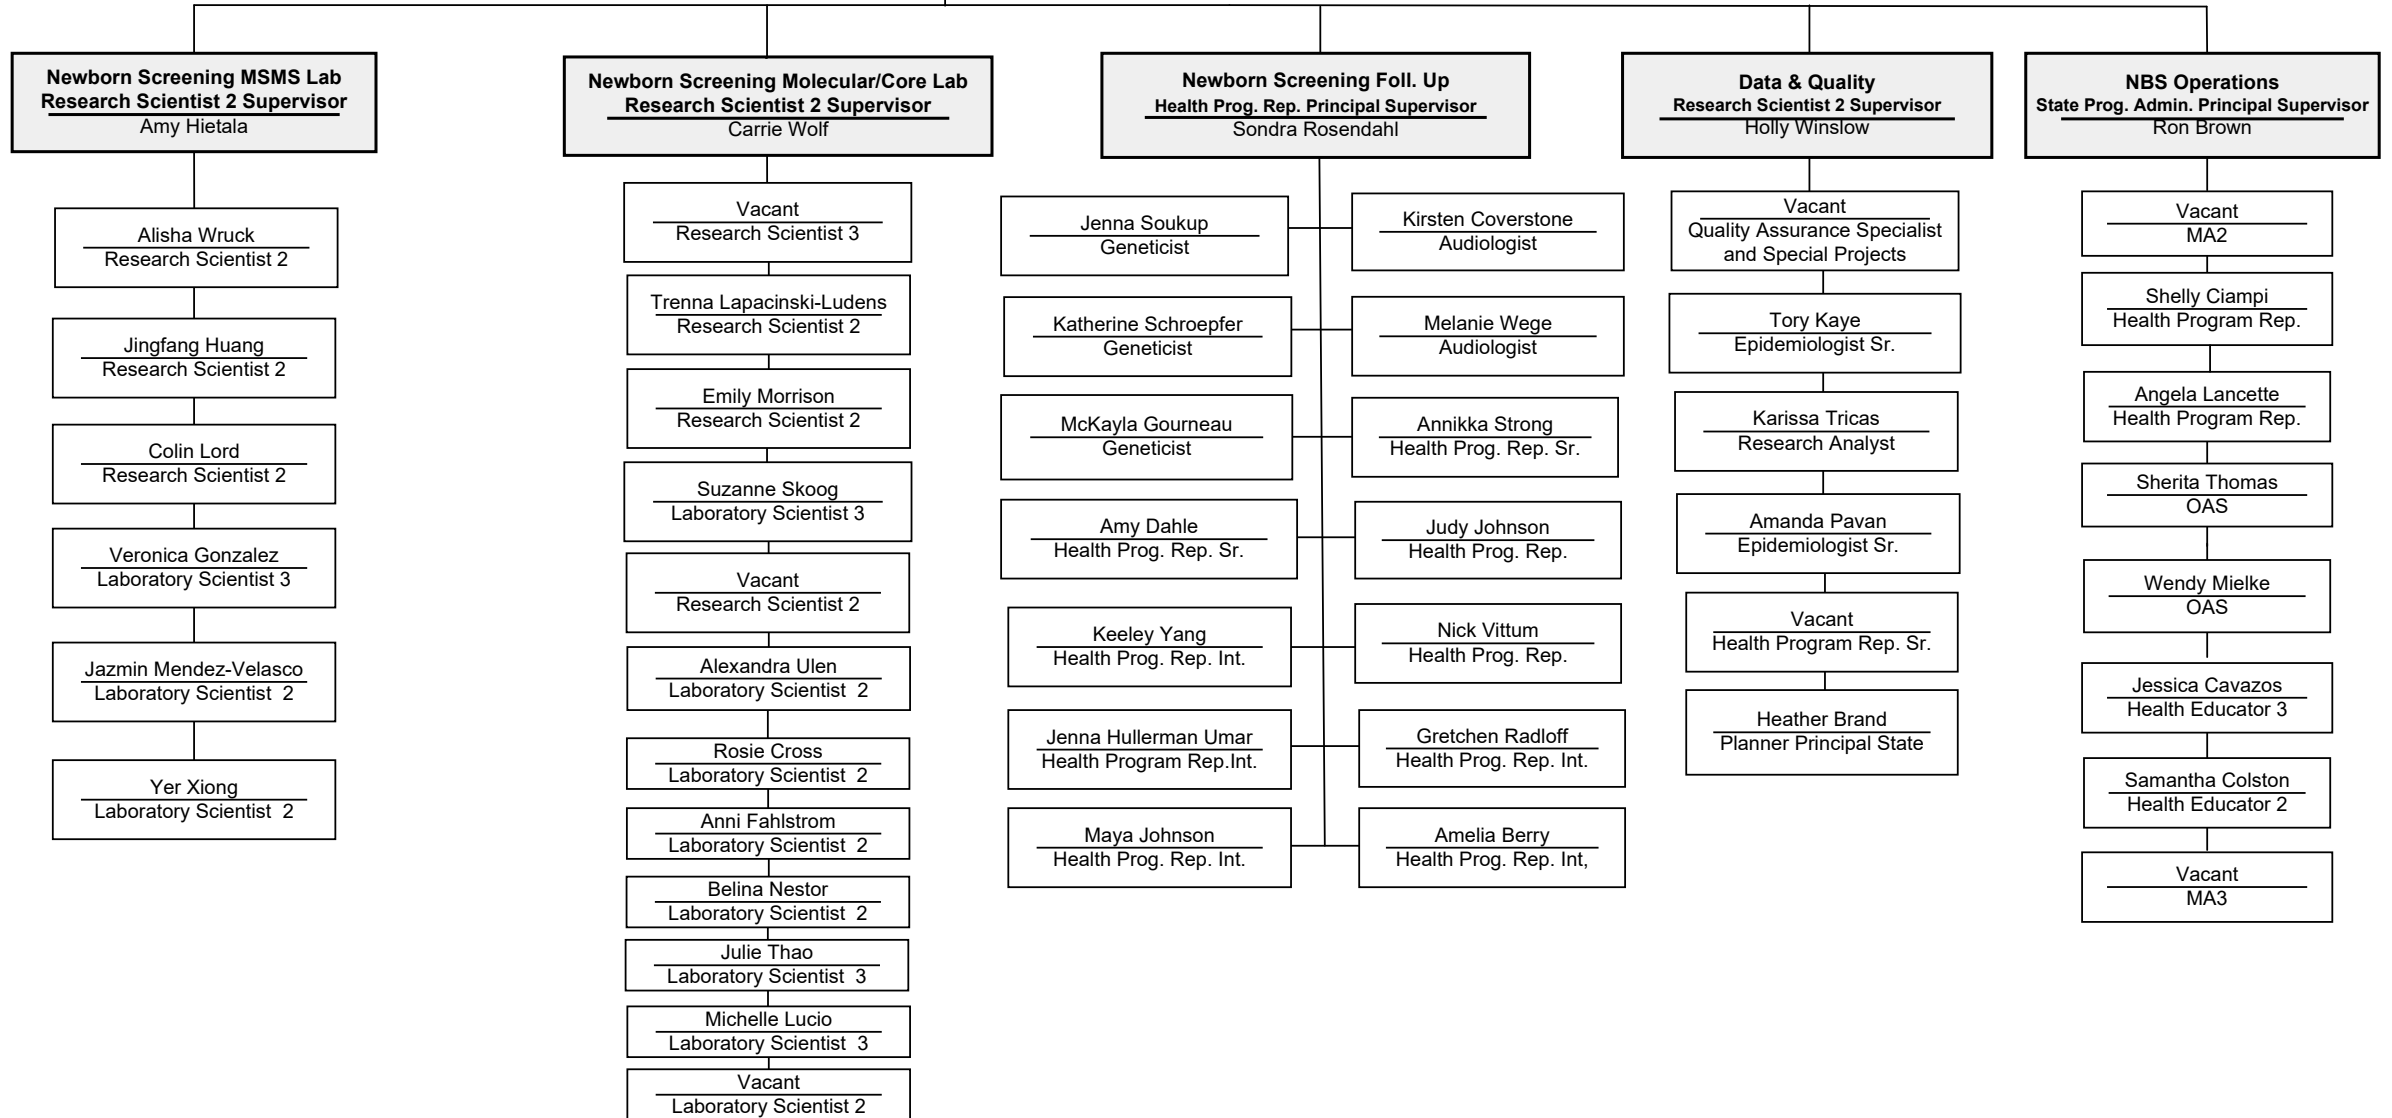 Newborn Screening MSMS Lab
Research Scientist 2 Supervisor
Amy Hietala
Alisha Wruck
Research Scientist 2
Jingfang Huang
Research Scientist 2
Colin Lord
Research Scientist 2
Veronica Gonzalez
Laboratory Scientist 3
Jazmin Mendez-Velasco
Laboratory Scientist  2
Yer Xiong
Laboratory Scientist  2
Newborn Screening Molecular/Core Lab
Research Scientist 2 Supervisor
Carrie Wolf
Vacant
Research Scientist 3
Trenna Lapacinski-Ludens
Research Scientist 2
Emily Morrison
Research Scientist 2
Suzanne Skoog
Laboratory Scientist 3
Vacant
Research Scientist 2
Alexandra Ulen
Laboratory Scientist  2
Rosie Cross
Laboratory Scientist  2
Anni Fahlstrom
Laboratory Scientist  2
Belina Nestor
Laboratory Scientist  2
Julie Thao
Laboratory Scientist  3
Michelle Lucio
Laboratory Scientist  3
Vacant
Laboratory Scientist 2
Newborn Screening Foll. Up
Health Prog. Rep. Principal Supervisor
Sondra Rosendahl
Jenna Soukup
Geneticist
Kirsten Coverstone
Audiologist
Katherine Schroepfer
Geneticist
Melanie Wege
Audiologist
McKayla Gourneau
Geneticist
Annikka Strong
Health Prog. Rep. Sr.
Amy Dahle
Health Prog. Rep. Sr.
Judy Johnson
Health Prog. Rep.
Keeley Yang
Health Prog. Rep. Int.
Nick Vittum
Health Prog. Rep.
Jenna Hullerman Umar
Health Program Rep.Int.
Gretchen Radloff
Health Prog. Rep. Int.
Maya Johnson
Health Prog. Rep. Int.
Amelia Berry
Health Prog. Rep. Int,
Data & Quality
Research Scientist 2 Supervisor
Holly Winslow
Vacant
Quality Assurance Specialist
and Special Projects
Tory Kaye
Epidemiologist Sr.
Karissa Tricas
Research Analyst
Amanda Pavan
Epidemiologist Sr.
Vacant
Health Program Rep. Sr.
Heather Brand
Planner Principal State
NBS Operations
State Prog. Admin. Principal Supervisor
Ron Brown
Vacant
MA2
Shelly Ciampi
Health Program Rep.
Angela Lancette
Health Program Rep.
Sherita Thomas
OAS
Wendy Mielke
OAS
Jessica Cavazos
Health Educator 3
Samantha Colston
Health Educator 2
Vacant
MA3